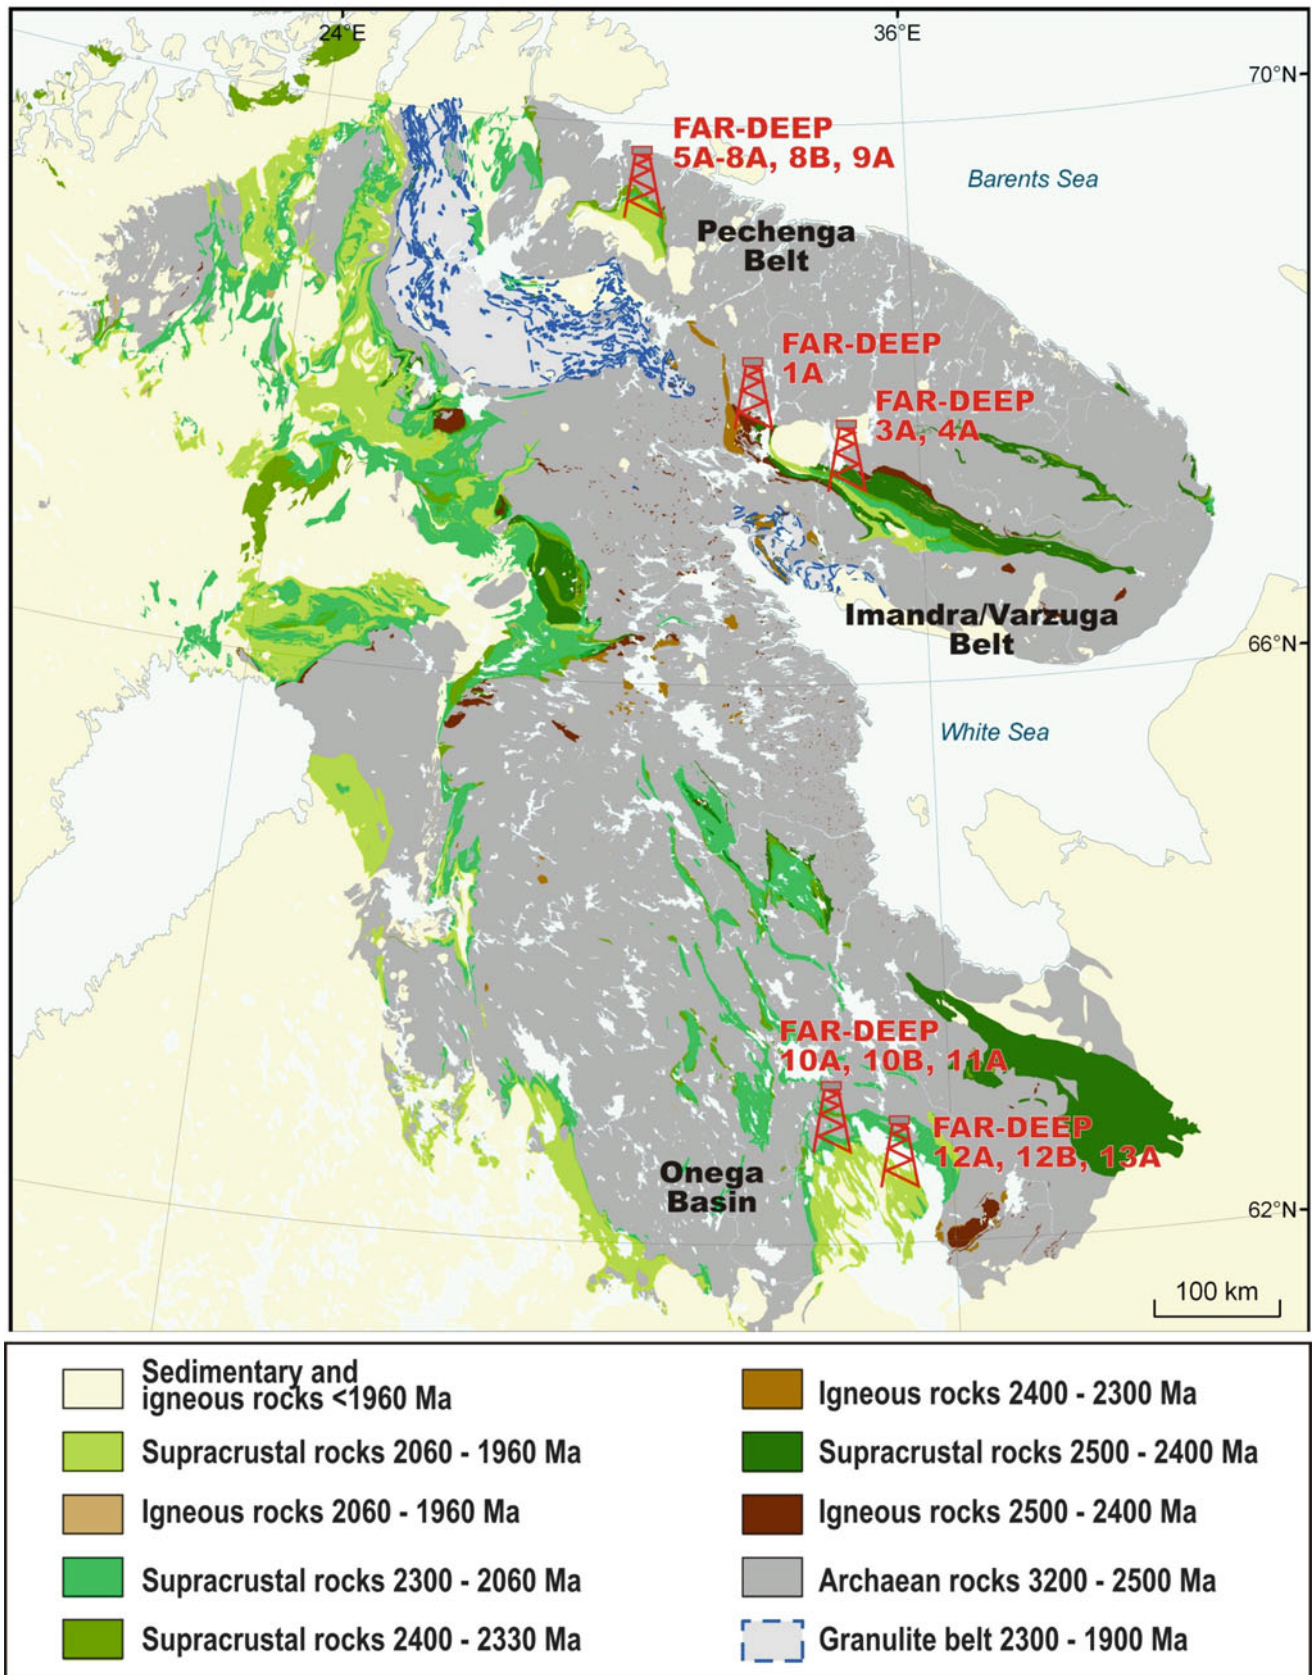 24°E
36°E
70°N
FAR-DEEP
5A-8A, 8B, 9A
Barents Sea
Pechenga
Belt
FAR-DEEP
1A
FAR-DEEP
3A, 4A
Imandra/Varzuga
Belt
66°N
White Sea
FAR-DEEP
10A, 10B, 11A
FAR-DEEP
12A, 12B, 13A
Onega
Basin
62°N
100 km
Sedimentary and
igneous rocks <1960 Ma
Supracrustal rocks 2060 - 1960 Ma
Igneous rocks 2060 - 1960 Ma
Supracrustal rocks 2300 - 2060 Ma
Supracrustal rocks 2400 - 2330 Ma
Igneous rocks 2400 - 2300 Ma
Supracrustal rocks 2500 - 2400 Ma
Igneous rocks 2500 - 2400 Ma
Archaean rocks 3200 - 2500 Ma
Granulite belt 2300 - 1900 Ma